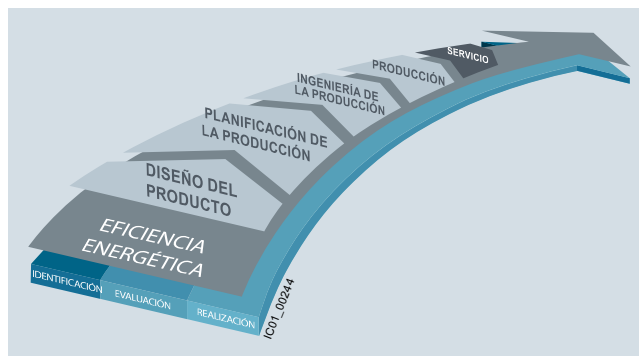 SERVICIO
PRODUCCIÓN
INGENIERÍA DE
LA PRODUCCIÓN
PLANIFICACIÓN DE
LA PRODUCCIÓN
DISEÑO DEL
PRODUCTO
EFICIENCIA
ENERGÉTICA
IDENTIFICACIÓN
EVALUACIÓN
REALIZACIÓN
IC01_00244